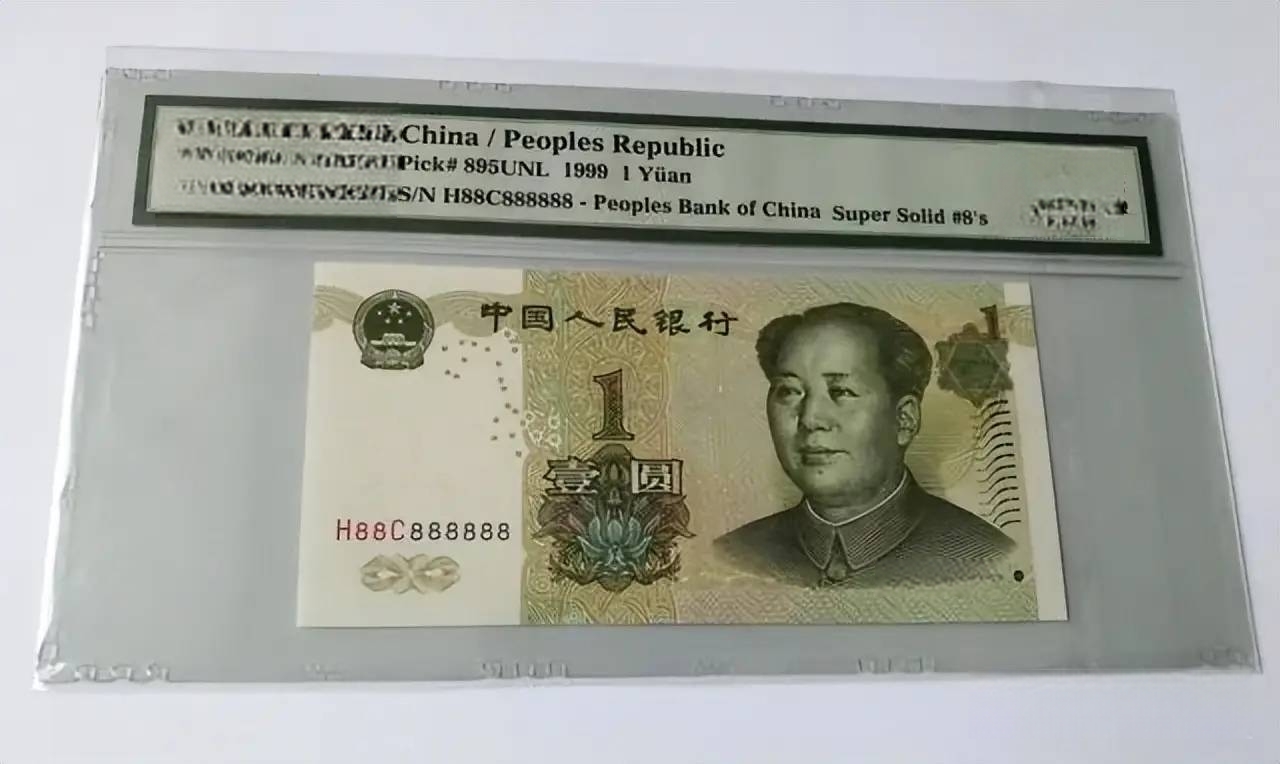 China / Peoples Republic
Pick# 895UNL 1999 1 Yüan
S/N H88C888888 - Peoples Bank of China Super Solid #8's
中国人民银行
1
1
壹 圆
H88C888888